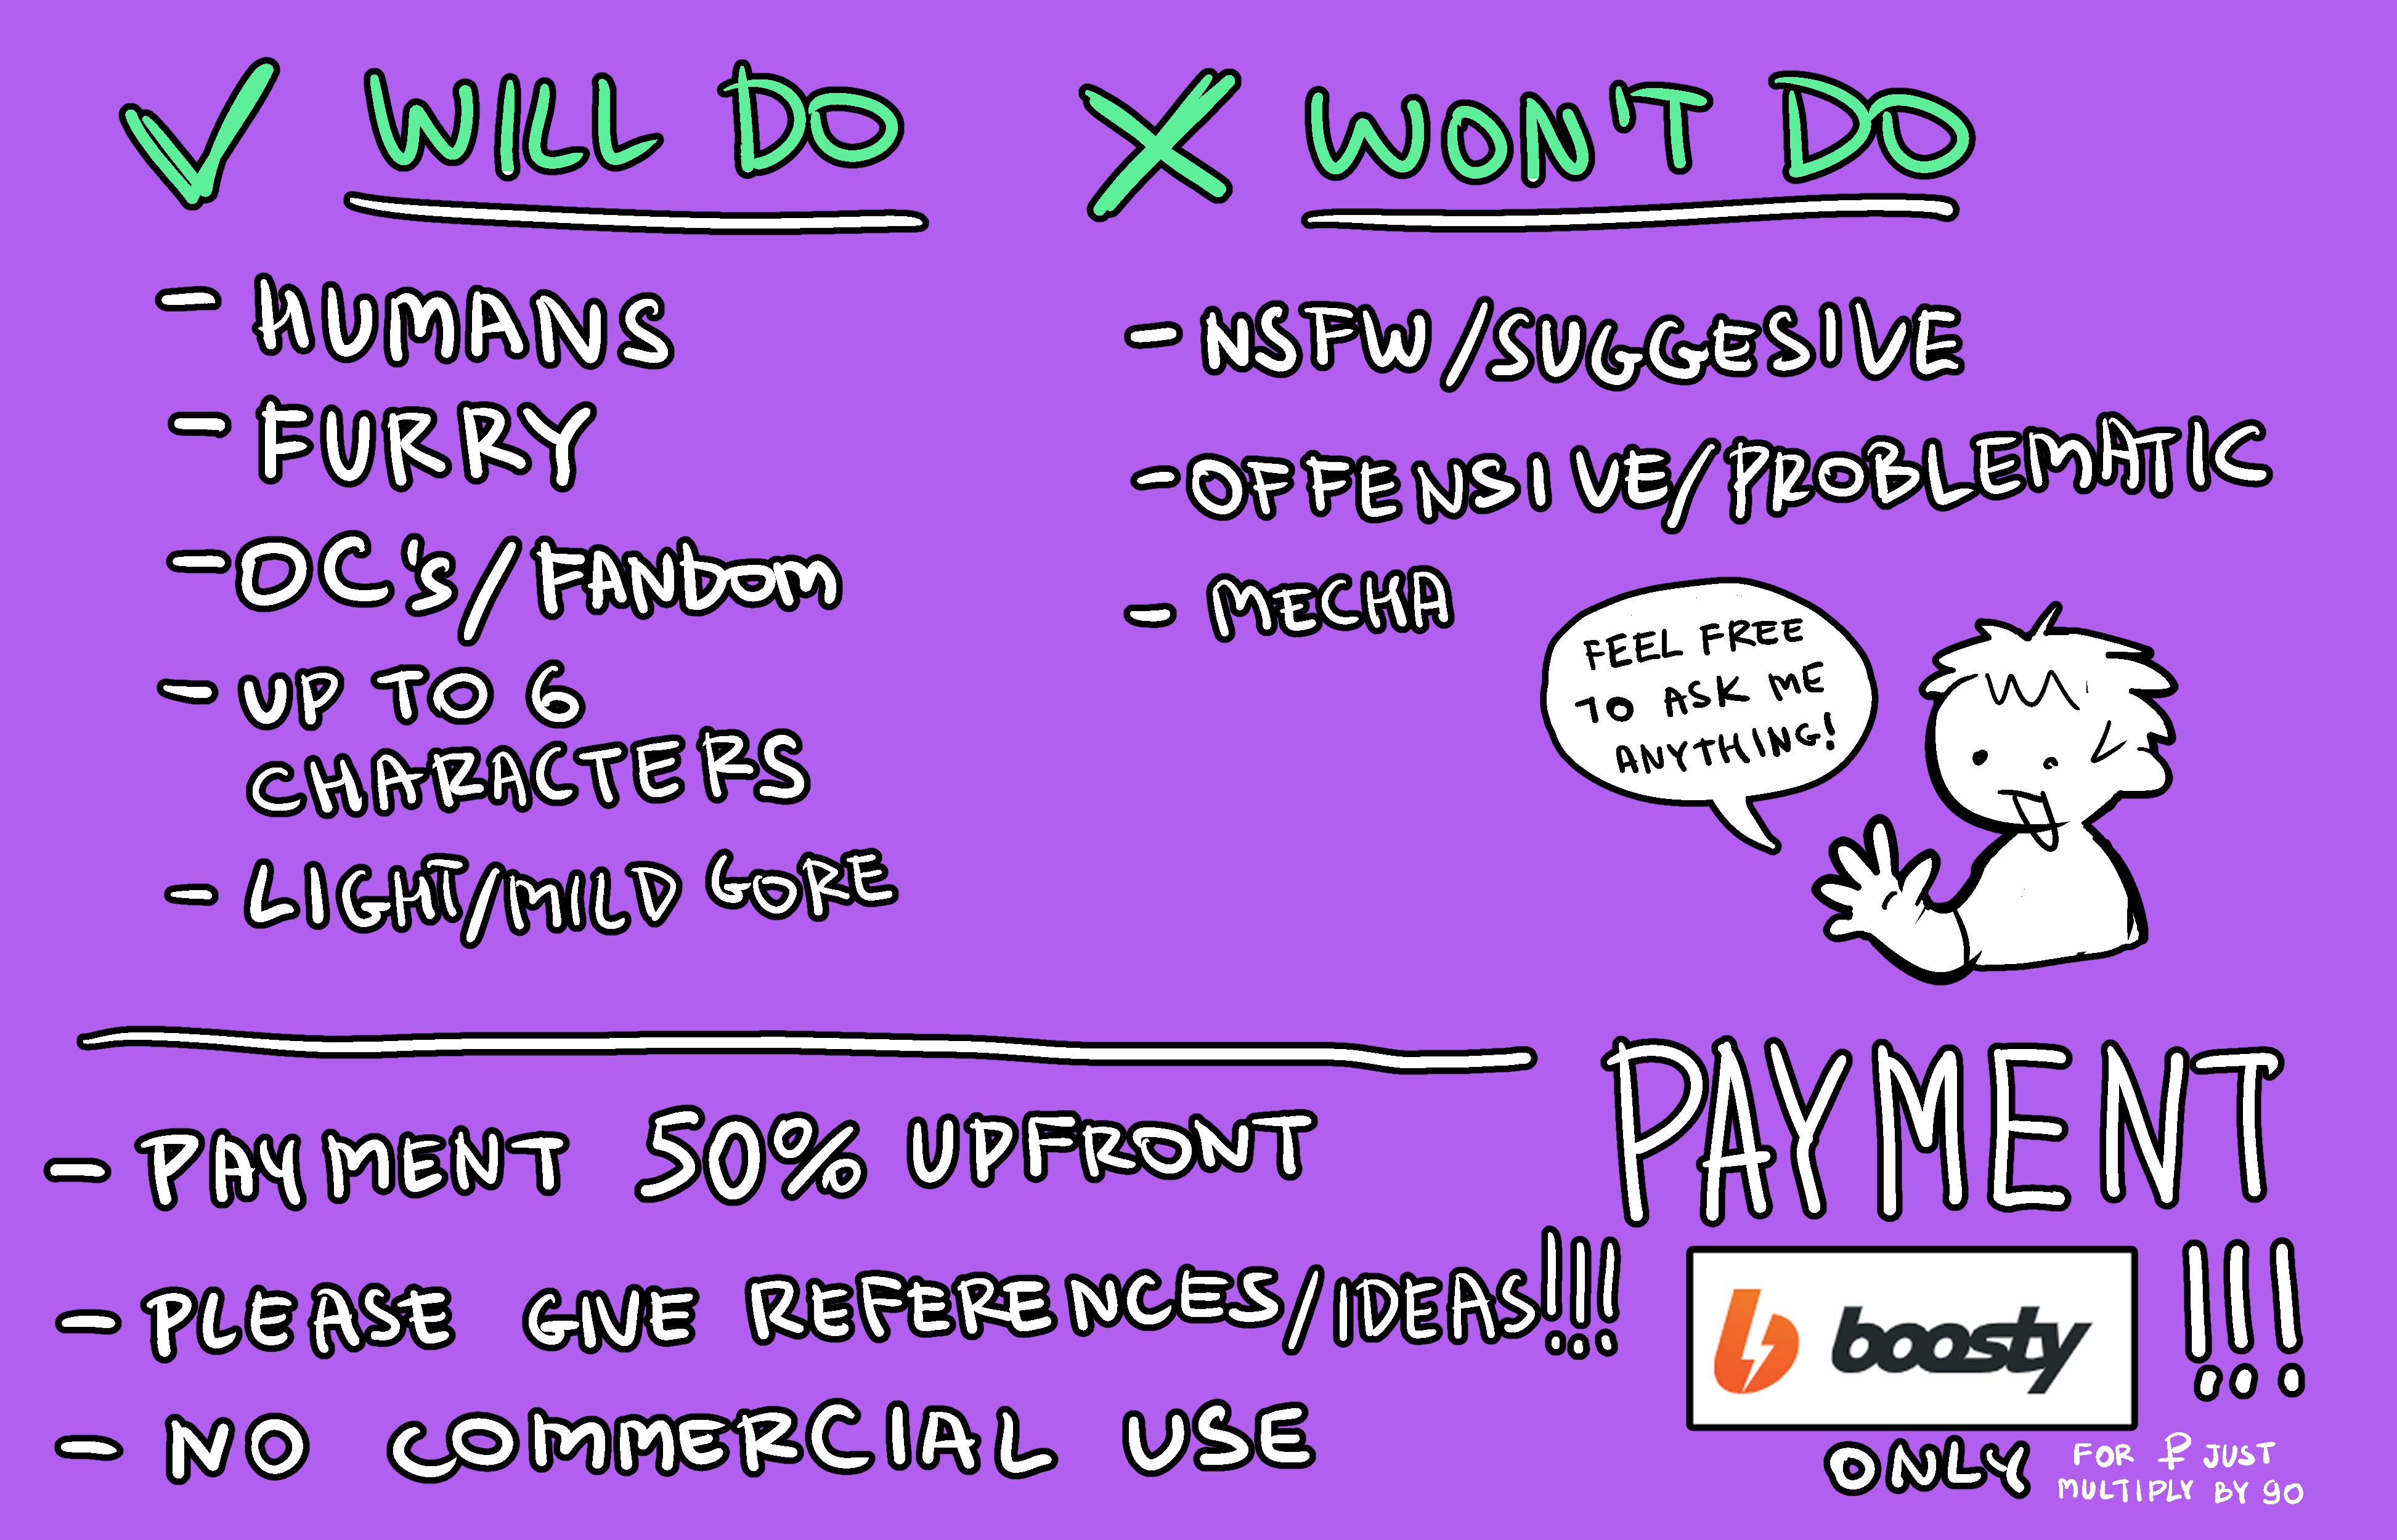 WILL DO
- HUMANS
- FURRY
- OC's/FANDOM
- UP TO 6
CHARACTERS
- LIGHT/MILD GORE
WON'T DO
- NSFW/SUGGESIVE
- OFFENSIVE/PROBLEMATIC
- MECHA
FEEL FREE
TO ASK ME
ANYTHING!
- PAYMENT 50% UPFRONT
- PLEASE GIVE REFERENCES/IDEAS!!!
- NO COMMERCIAL USE
PAYMENT
boosty !!!
ONLY
FOR ₽ JUST
MULTIPLY BY 90